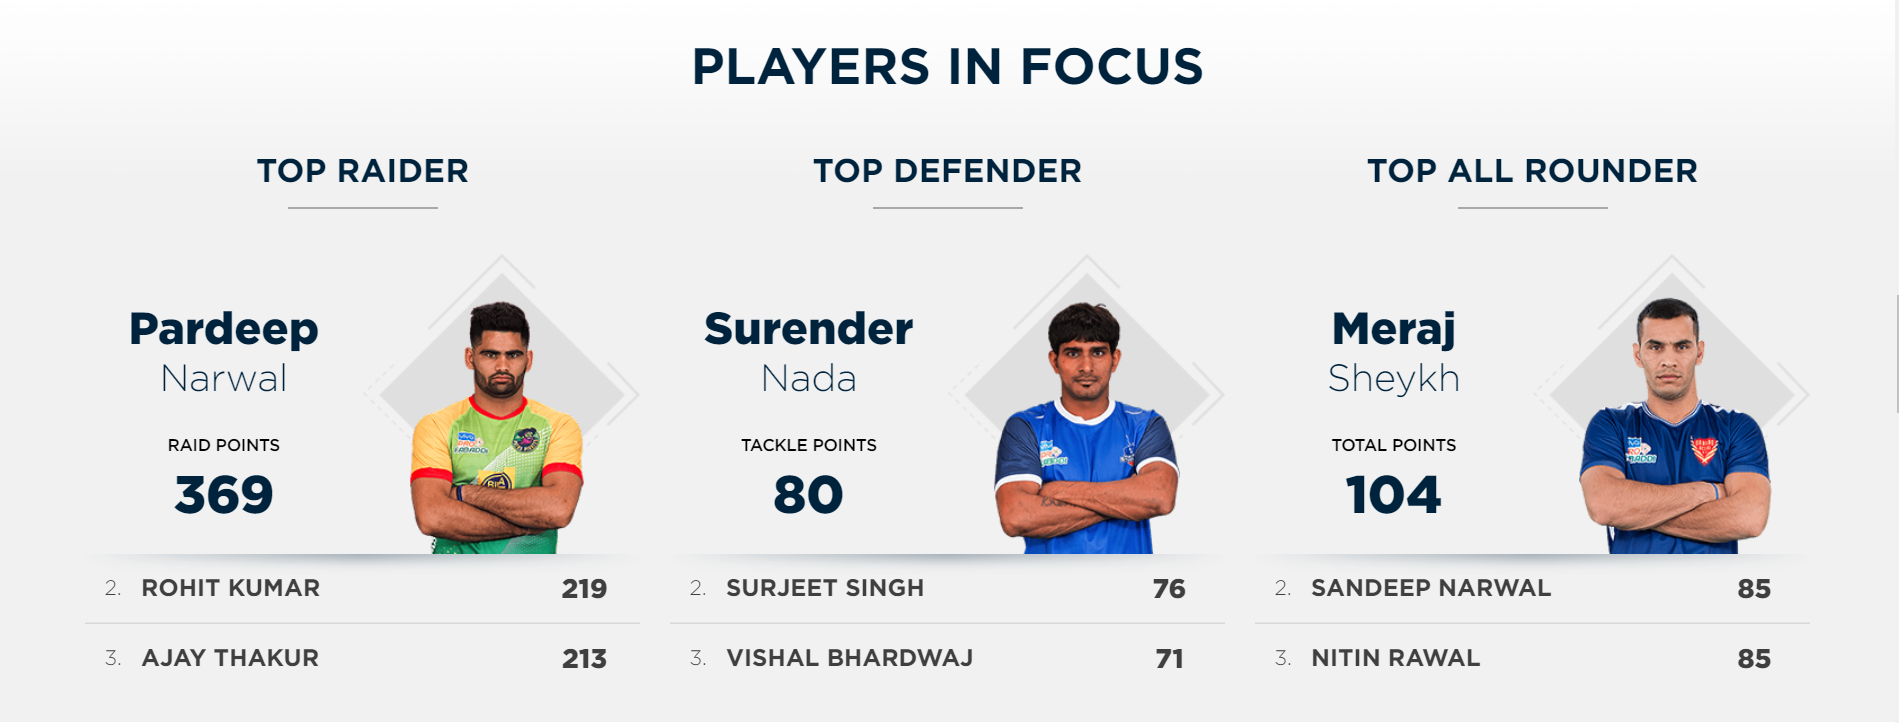 PLAYERS IN FOCUS
TOP RAIDER
Pardeep
Narwal
RAID POINTS
369
2. ROHIT KUMAR 219
3. AJAY THAKUR 213
TOP DEFENDER
Surender
Nada
TACKLE POINTS
80
2. SURJEET SINGH 76
3. VISHAL BHARDWAJ 71
TOP ALL ROUNDER
Meraj
Sheykh
TOTAL POINTS
104
2. SANDEEP NARWAL 85
3. NITIN RAWAL 85